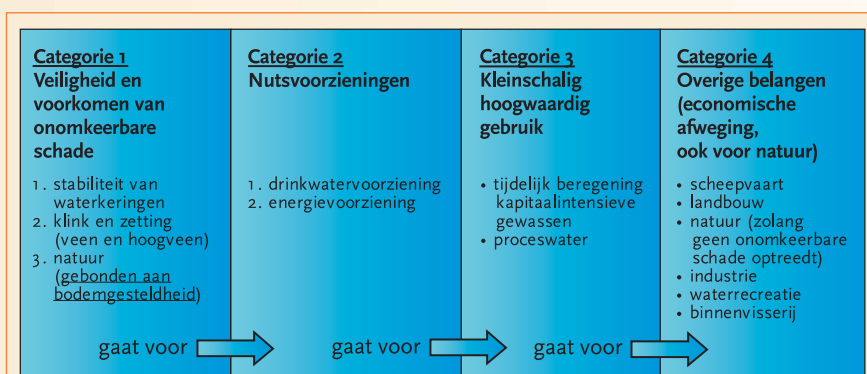 Categorie 1
Veiligheid en
voorkomen van
onomkeerbare
schade
1. stabiliteit van
waterkeringen
2. klink en zetting
(veen en hoogveen)
3. natuur
(gebonden aan
bodemgesteldheid)
gaat voor
Categorie 2
Nutsvoorzieningen
1. drinkwatervoorziening
2. energievoorziening
gaat voor
Categorie 3
Kleinschalig
hoogwaardig
gebruik
• tijdelijk beregening
kapitaalintensieve
gewassen
• proceswater
gaat voor
Categorie 4
Overige belangen
(economische
afweging,
ook voor natuur)
• scheepvaart
• landbouw
• natuur (zolang
geen onomkeerbare
schade optreedt)
• industrie
• waterrecreatie
• binnenvisserij